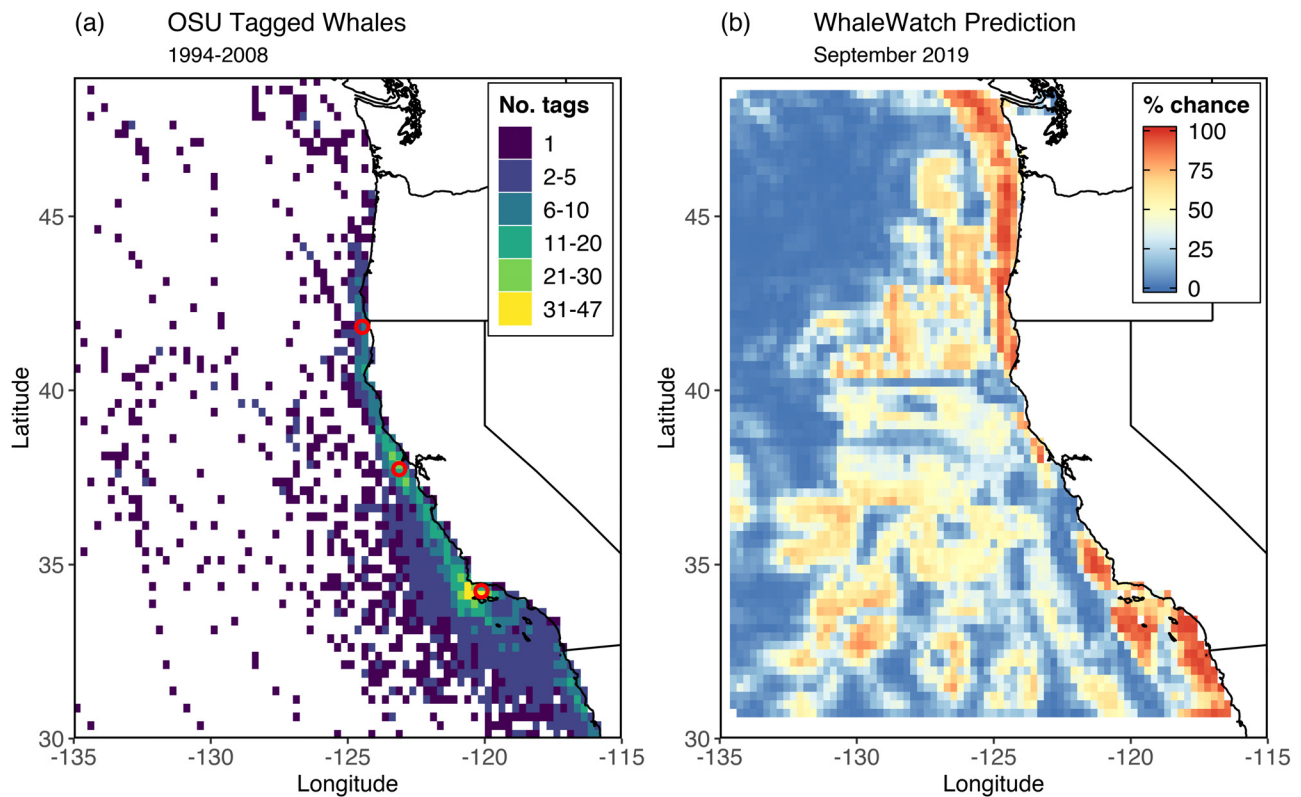 (a) OSU Tagged Whales
1994-2008
No. tags
1
2-5
6-10
11-20
21-30
31-47
45
40
35
30
Latitude
-135 -130 -125 -120 -115
Longitude
(b) WhaleWatch Prediction
September 2019
% chance
100
75
50
25
0
45
40
35
30
Latitude
-135 -130 -125 -120 -115
Longitude